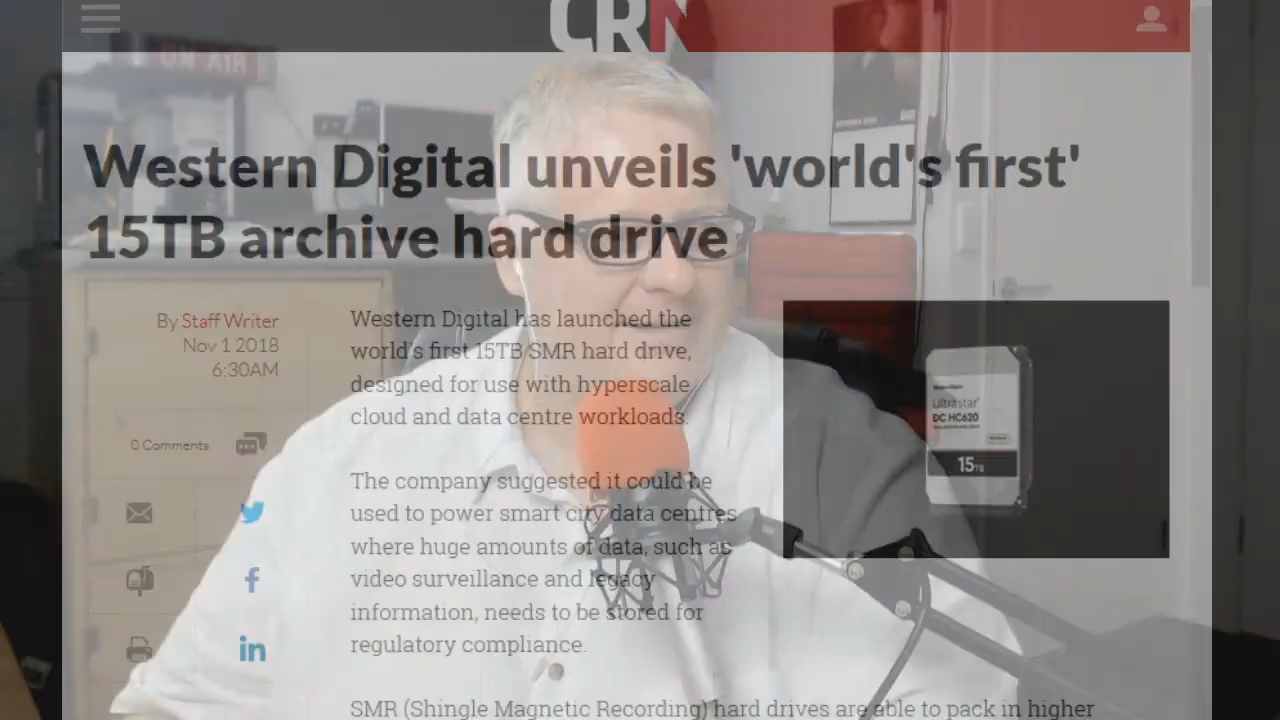 CRN
ON AIR
Western Digital unveils 'world's first'
15TB archive hard drive
By Staff Writer
Nov 1 2018
6:30AM
0 Comments
Western Digital has launched the
world's first 15TB SMR hard drive,
designed for use with hyperscale
cloud and data centre workloads.
The company suggested it could be
used to power smart city data centres
where huge amounts of data, such as
video surveillance and legacy
information, needs to be stored for
regulatory compliance.
SMR (Shingle Magnetic Recording) hard drives are able to pack in higher
Ultrastar
DC HC620
15TB